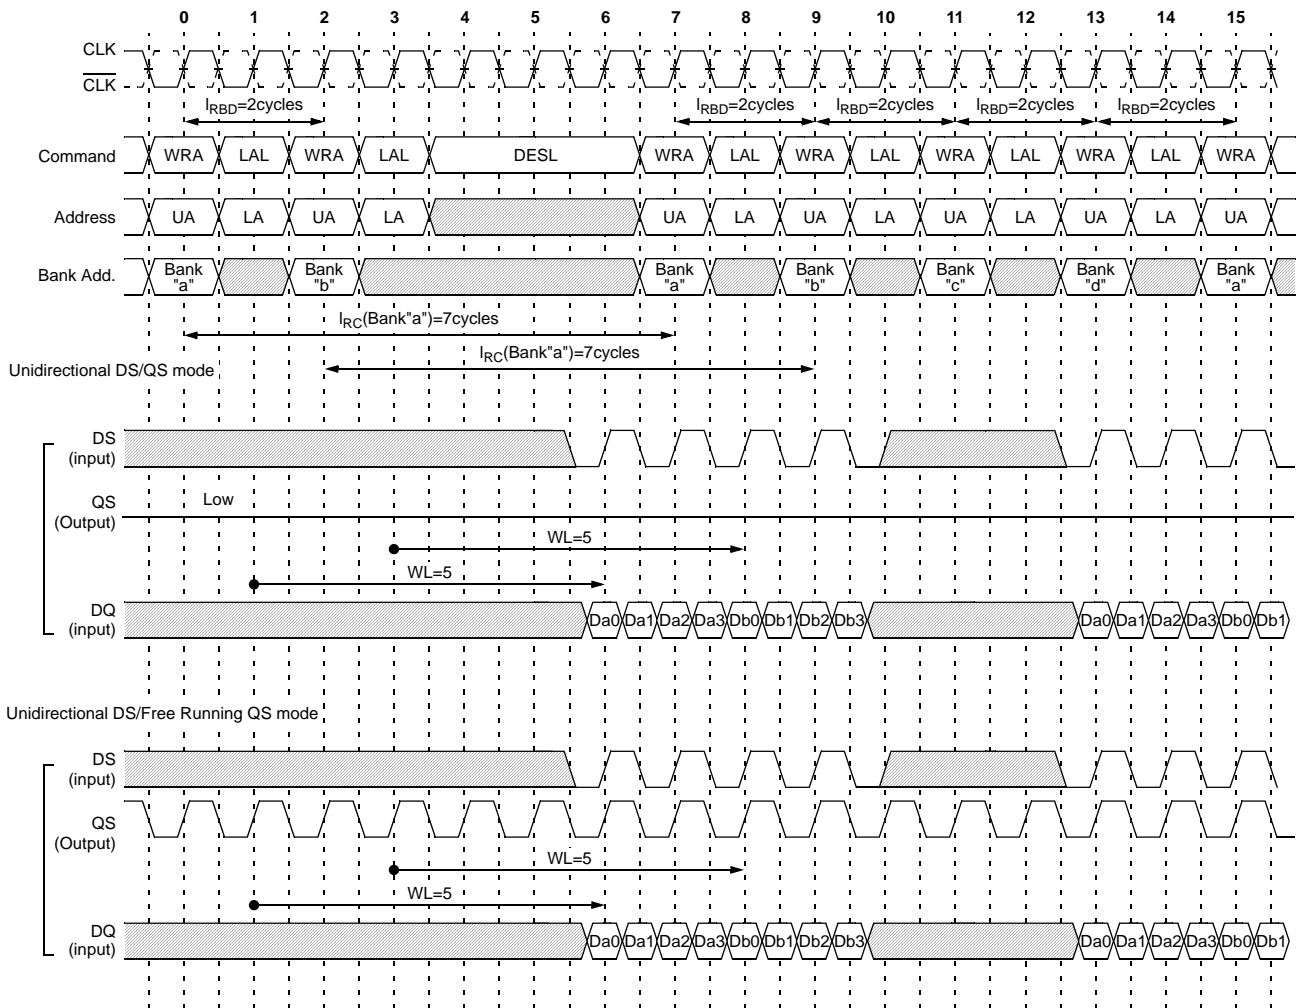 0 1 2 3 4 5 6 7 8 9 10 11 12 13 14 15
CLK
CLK
IRBD=2cycles IRBD=2cycles IRBD=2cycles IRBD=2cycles IRBD=2cycles
Command WRA LAL WRA LAL DESL WRA LAL WRA LAL WRA LAL WRA LAL WRA
Address UA LA UA LA UA LA UA LA UA LA UA LA UA
Bank Add. Bank "a" Bank "b" Bank "a" Bank "b" Bank "c" Bank "d" Bank "a"
IRC(Bank"a")=7cycles
IRC(Bank"a")=7cycles
Unidirectional DS/QS mode
DS
(input)
QS
(Output)
Low
WL=5
WL=5
DQ
(input)
Da0 Da1 Da2 Da3 Db0 Db1 Db2 Db3 Da0 Da1 Da2 Da3 Db0 Db1
Unidirectional DS/Free Running QS mode
DS
(input)
QS
(Output)
WL=5
WL=5
DQ
(input)
Da0 Da1 Da2 Da3 Db0 Db1 Db2 Db3 Da0 Da1 Da2 Da3 Db0 Db1